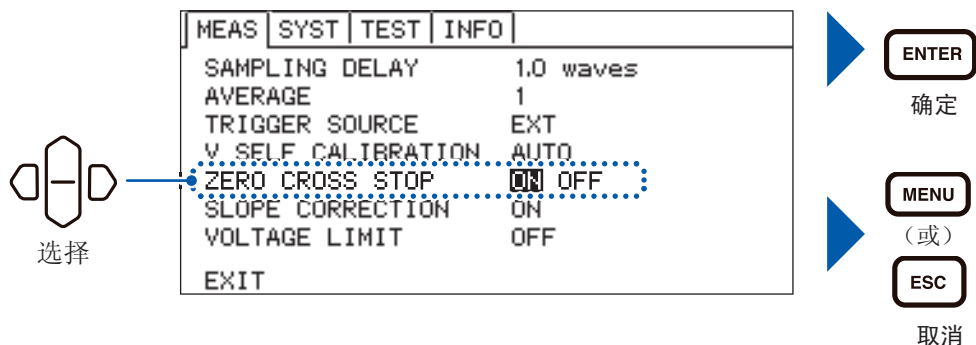 MEAS SYST TEST INFO
SAMPLING DELAY 1.0 waves
AVERAGE 1
TRIGGER SOURCE EXT
V SELF CALIBRATION AUTO
ZERO CROSS STOP ON OFF
SLOPE CORRECTION ON
VOLTAGE LIMIT OFF
EXIT
选择
ENTER
确定
MENU
（或）
ESC
取消